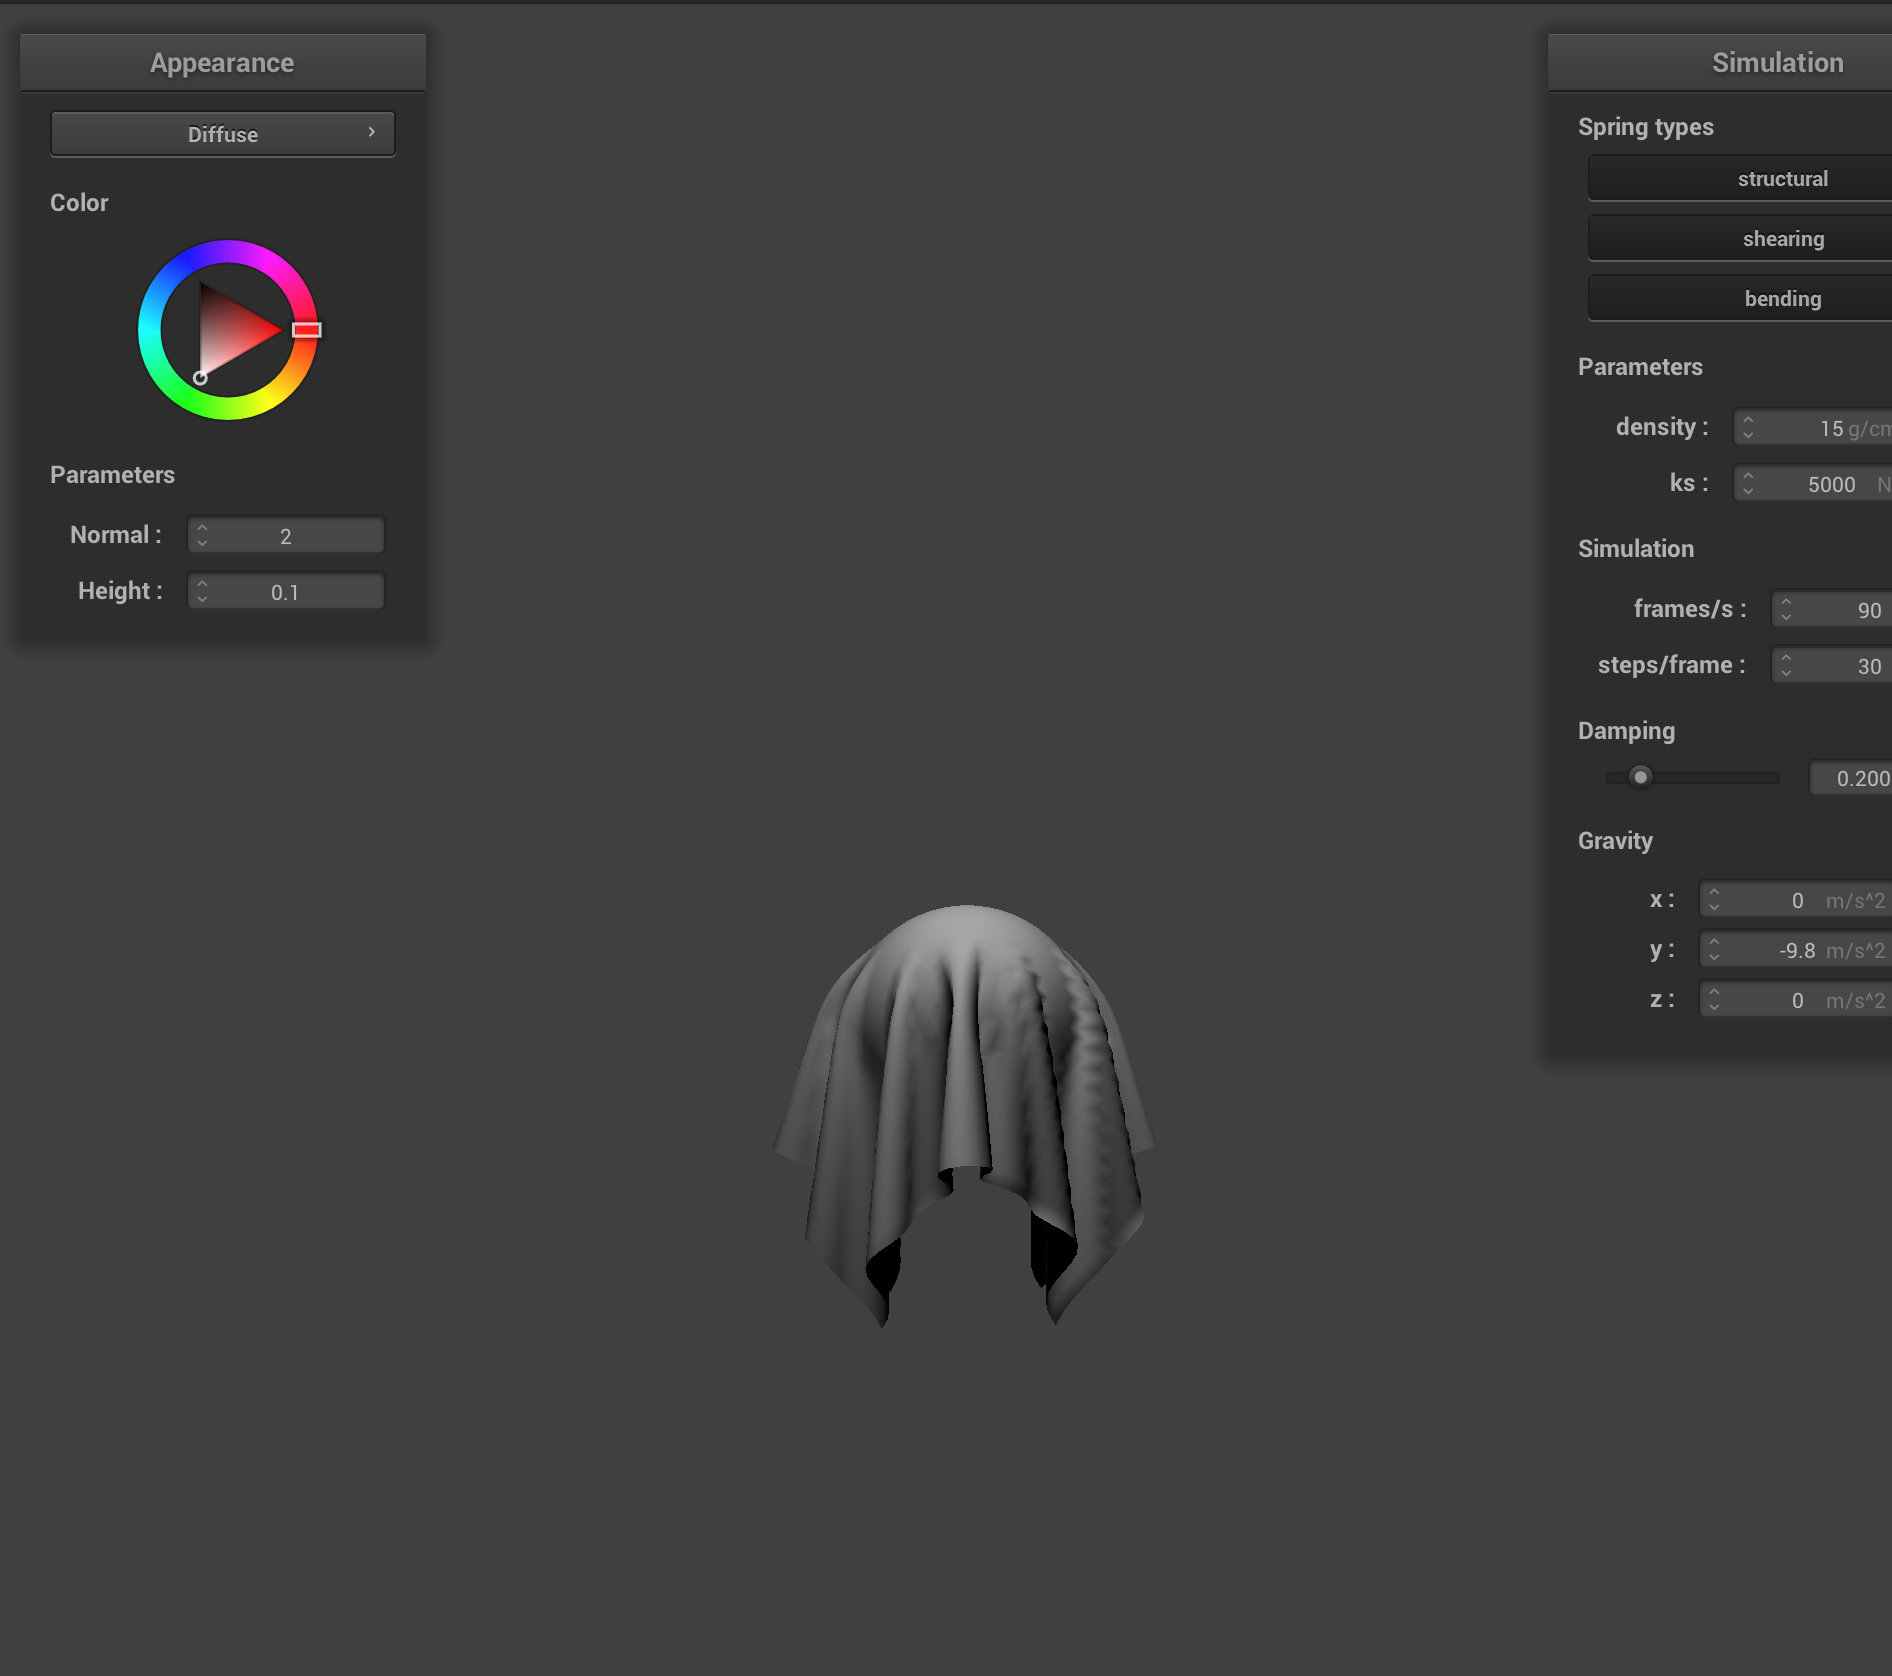 Appearance
Diffuse
Color
Parameters
Normal :
2
Height :
0.1
Simulation
Spring types
structural
shearing
bending
Parameters
density :
15 g/cm
ks :
5000 N
Simulation
frames/s :
90
steps/frame :
30
Damping
0.200
Gravity
x :
0 m/s^2
y :
-9.8 m/s^2
z :
0 m/s^2